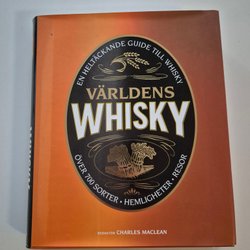 EN HELTÄCKANDE GUIDE TILL WHISKY
VÄRLDENS
WHISKY
ÖVER 700 SORTER · HEMLIGHETER · RESOR
REDAKTÖR CHARLES MACLEAN